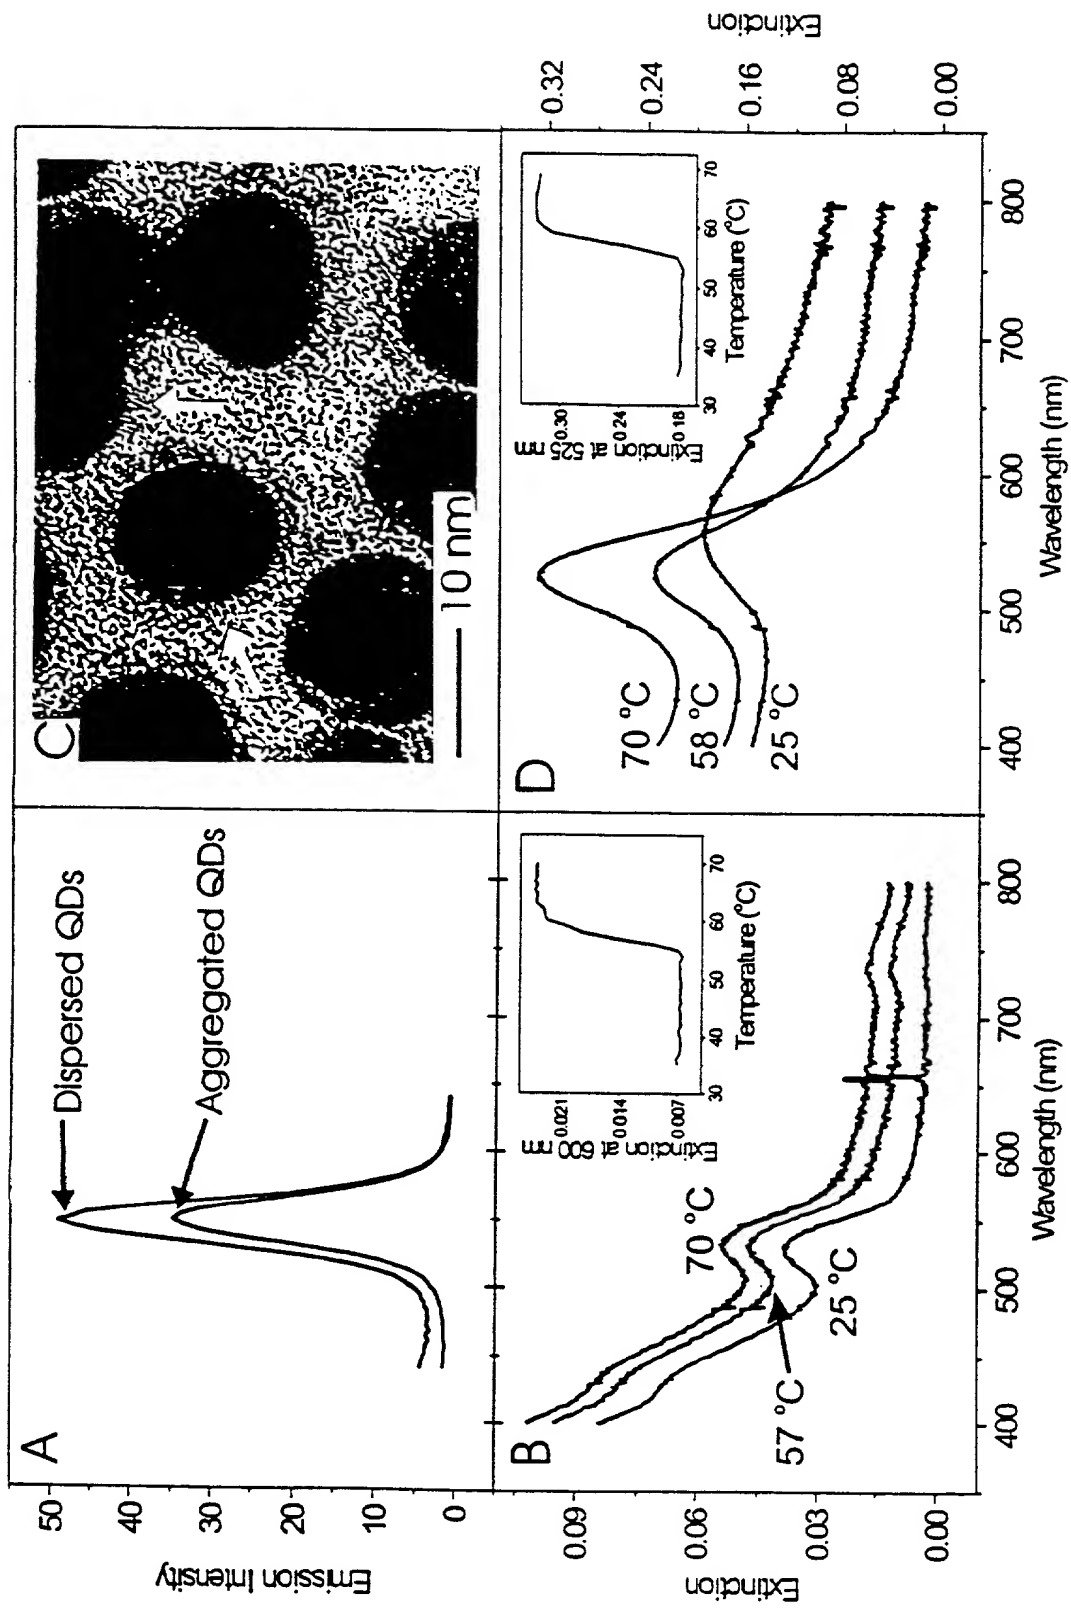 A
Dispersed QDs
Aggregated QDs
50
40
30
20
10
0
Emission Intensity
C
10 nm
B
0.09
0.06
0.03
0.00
Extinction
70 °C
57 °C
25 °C
400
500
600
700
800
Wavelength (nm)
Extinction at 600 nm
0.021
0.014
0.007
30
40
50
60
70
Temperature (°C)
D
70 °C
58 °C
25 °C
400
500
600
700
800
Wavelength (nm)
Extinction
0.32
0.24
0.16
0.08
0.00
Extinction at 525 nm
0.30
0.24
0.18
30
40
50
60
70
Temperature (°C)